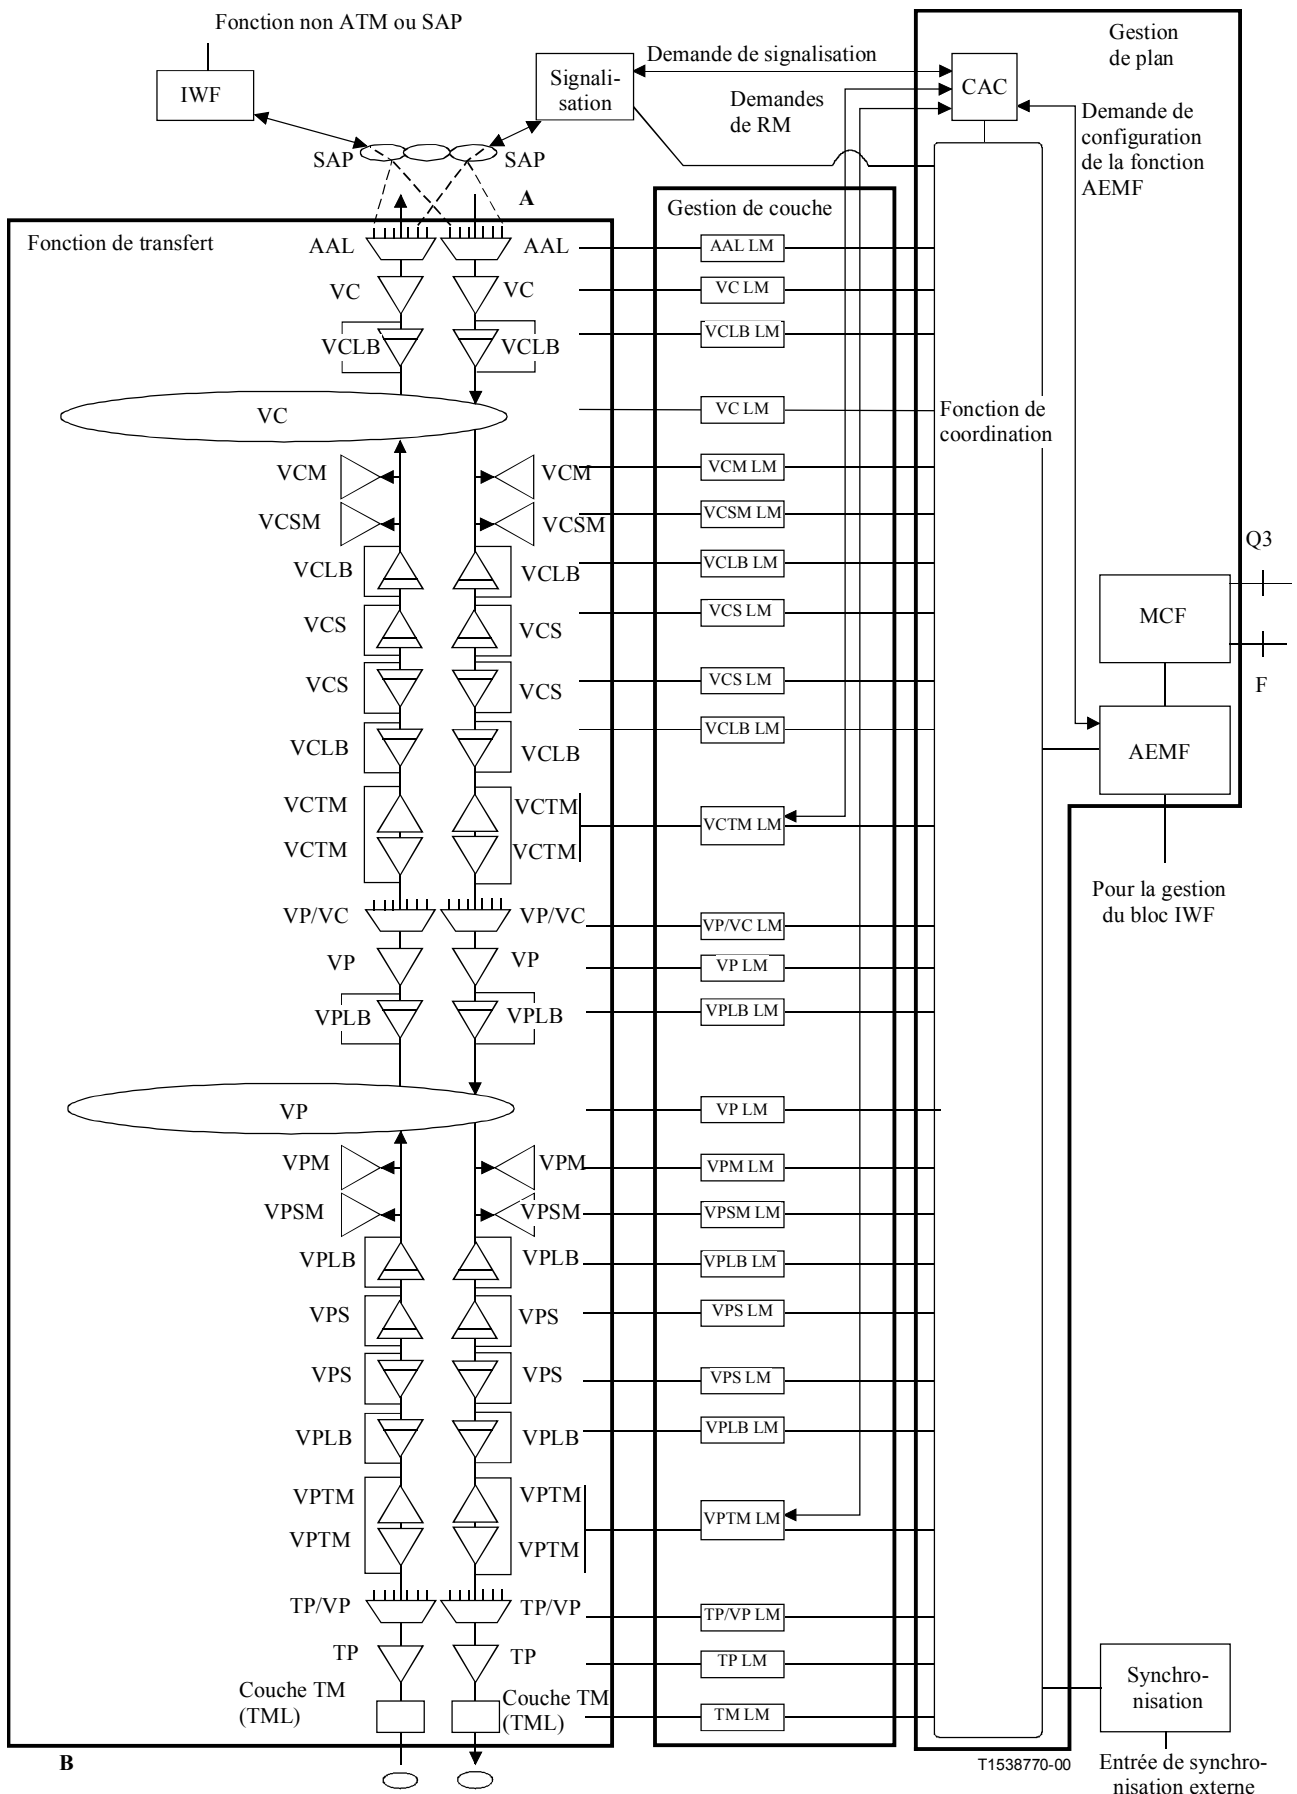 Fonction non ATM ou SAP
IWF
Signali-
sation
Demande de signalisation
Demandes
de RM
CAC
Gestion
de plan
Demande de
configuration
de la fonction
AEMF
SAP
SAP
A
Fonction de transfert
Gestion de couche
AAL
AAL
AAL LM
VC
VC
VC LM
VCLB
VCLB
VCLB LM
VC
VC LM
Fonction de
coordination
VCM
VCM
VCM LM
VCSM
VCSM
VCSM LM
Q3
VCLB
VCLB
VCLB LM
VCS
VCS
VCS LM
MCF
VCS
VCS
VCS LM
F
VCLB
VCLB
VCLB LM
AEMF
VCTM
VCTM
VCTM LM
VCTM
VCTM
Pour la gestion
du bloc IWF
VP/VC
VP/VC
VP/VC LM
VP
VP
VP LM
VPLB
VPLB
VPLB LM
VP
VP LM
VPM
VPM
VPM LM
VPSM
VPSM
VPSM LM
VPLB
VPLB
VPLB LM
VPS
VPS
VPS LM
VPS
VPS
VPS LM
VPLB
VPLB
VPLB LM
VPTM
VPTM
VPTM LM
VPTM
VPTM
TP/VP
TP/VP
TP/VP LM
TP
TP
TP LM
Couche TM
(TML)
Couche TM
(TML)
TM LM
Synchro-
nisation
B
T1538770-00
Entrée de synchro-
nisation externe